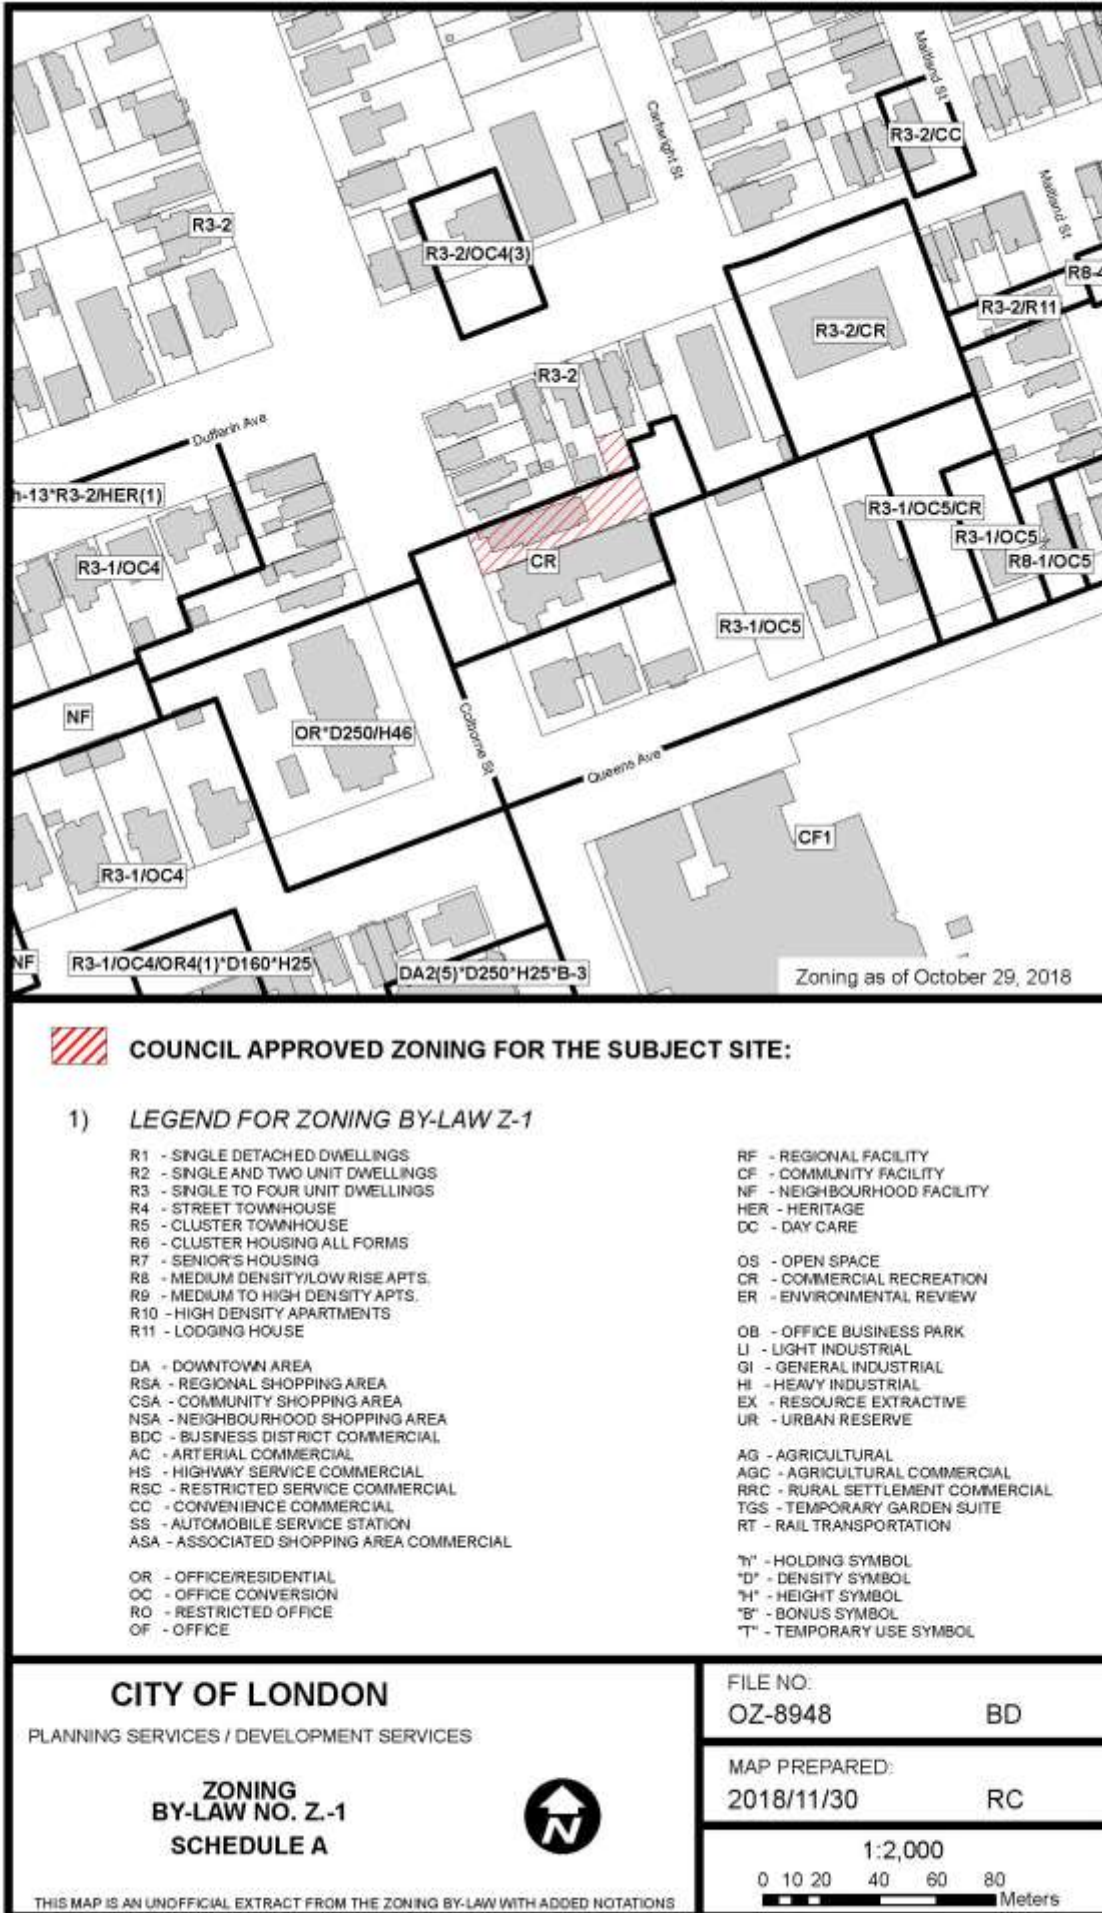 Maitland St
R3-2/CC
Cartwright St
Maitland St
R3-2
R3-2/OC4(3)
R8-4
R3-2/R11
R3-2/CR
R3-2
Dufferin Ave
h-13*R3-2/HER(1)
R3-1/OC5/CR
R3-1/OC5
R8-1/OC5
R3-1/OC4
CR
R3-1/OC5
NF
OR*D250/H46
Colborne St
Queens Ave
CF1
R3-1/OC4
NF
R3-1/OC4/OR4(1)*D160*H25
DA2(5)*D250*H25*B-3
Zoning as of October 29, 2018
COUNCIL APPROVED ZONING FOR THE SUBJECT SITE:
1) LEGEND FOR ZONING BY-LAW Z-1
R1 - SINGLE DETACHED DWELLINGS
R2 - SINGLE AND TWO UNIT DWELLINGS
R3 - SINGLE TO FOUR UNIT DWELLINGS
R4 - STREET TOWNHOUSE
R5 - CLUSTER TOWNHOUSE
R6 - CLUSTER HOUSING ALL FORMS
R7 - SENIOR'S HOUSING
R8 - MEDIUM DENSITY/LOW RISE APTS.
R9 - MEDIUM TO HIGH DENSITY APTS.
R10 - HIGH DENSITY APARTMENTS
R11 - LODGING HOUSE
DA - DOWNTOWN AREA
RSA - REGIONAL SHOPPING AREA
CSA - COMMUNITY SHOPPING AREA
NSA - NEIGHBOURHOOD SHOPPING AREA
BDC - BUSINESS DISTRICT COMMERCIAL
AC - ARTERIAL COMMERCIAL
HS - HIGHWAY SERVICE COMMERCIAL
RSC - RESTRICTED SERVICE COMMERCIAL
CC - CONVENIENCE COMMERCIAL
SS - AUTOMOBILE SERVICE STATION
ASA - ASSOCIATED SHOPPING AREA COMMERCIAL
OR - OFFICE/RESIDENTIAL
OC - OFFICE CONVERSION
RO - RESTRICTED OFFICE
OF - OFFICE
RF - REGIONAL FACILITY
CF - COMMUNITY FACILITY
NF - NEIGHBOURHOOD FACILITY
HER - HERITAGE
DC - DAY CARE
OS - OPEN SPACE
CR - COMMERCIAL RECREATION
ER - ENVIRONMENTAL REVIEW
OB - OFFICE BUSINESS PARK
LI - LIGHT INDUSTRIAL
GI - GENERAL INDUSTRIAL
HI - HEAVY INDUSTRIAL
EX - RESOURCE EXTRACTIVE
UR - URBAN RESERVE
AG - AGRICULTURAL
AGC - AGRICULTURAL COMMERCIAL
RRC - RURAL SETTLEMENT COMMERCIAL
TGS - TEMPORARY GARDEN SUITE
RT - RAIL TRANSPORTATION
"h" - HOLDING SYMBOL
"D" - DENSITY SYMBOL
"H" - HEIGHT SYMBOL
"B" - BONUS SYMBOL
"T" - TEMPORARY USE SYMBOL
CITY OF LONDON
PLANNING SERVICES / DEVELOPMENT SERVICES
ZONING
BY-LAW NO. Z.-1
SCHEDULE A
N
THIS MAP IS AN UNOFFICIAL EXTRACT FROM THE ZONING BY-LAW WITH ADDED NOTATIONS
FILE NO:
OZ-8948 BD
MAP PREPARED:
2018/11/30 RC
1:2,000
0 10 20 40 60 80
Meters